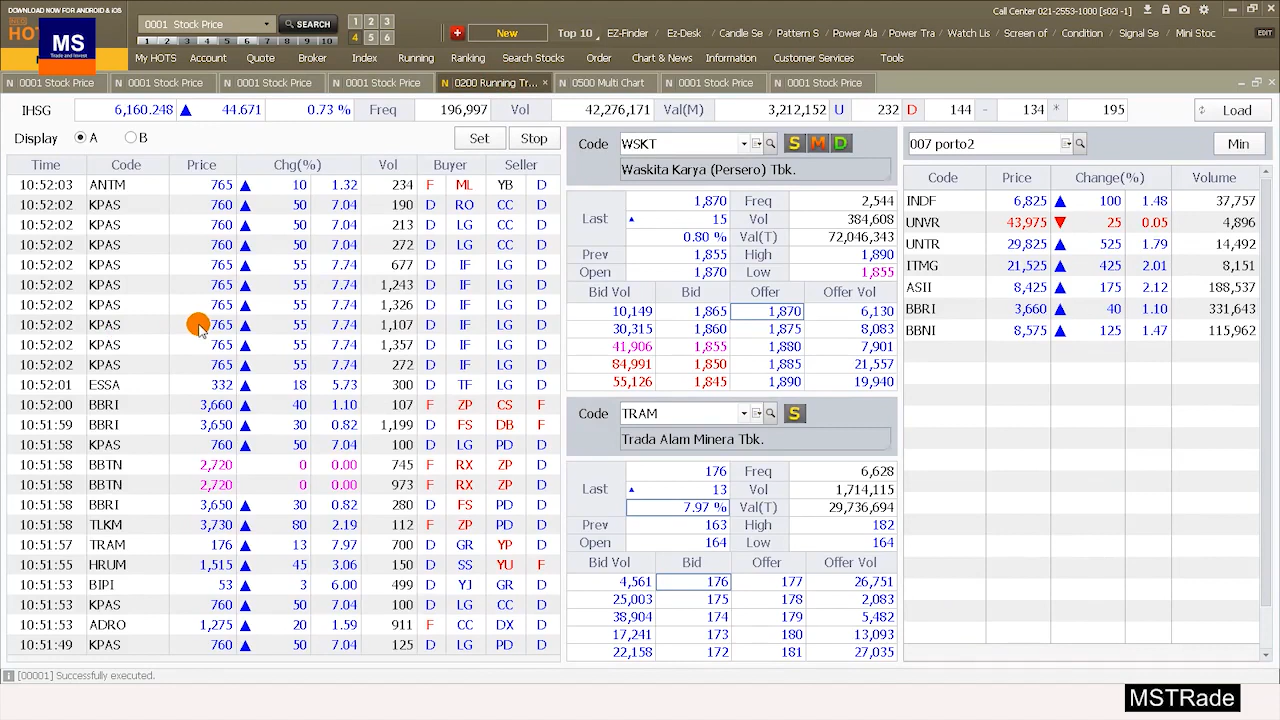 DOWNLOAD NOW FOR ANDROID & iOS
HO
MS
Trade and Invest
0001 Stock Price SEARCH
1 2 3 4 5 6 7 8 9 10
1 2 3
4 5 6
New
Call Center 021-2553-1000 [s02i -1]
Top 10 EZ-Finder EZ-Desk Candle Se Pattern S Power Ala Power Tra Watch Lis Screen D Condition Signal Se Mini Stoc EDIT
My HOTS Account Quote Broker Index Running Ranking Search Stocks Order Chart & News Information Customer Services Tools
N 0001 Stock Price N 0001 Stock Price N 0001 Stock Price N 0001 Stock Price N 0200 Running Tr... × N 0500 Multi Chart N 0001 Stock Price N 0001 Stock Price
IHSG 6,160.248 ▲ 44.671 0.73 % Freq 196,997 Vol 42,276,171 Val(M) 3,212,152 U 232 D 144 - 134 * 195 Load
Display A B Set Stop
Time Code Price Chg(%) Vol Buyer Seller
10:52:03 ANTM 765 ▲ 10 1.32 234 F ML YB D
10:52:02 KPAS 760 ▲ 50 7.04 190 D RO CC D
10:52:02 KPAS 760 ▲ 50 7.04 213 D LG CC D
10:52:02 KPAS 760 ▲ 50 7.04 272 D LG CC D
10:52:02 KPAS 765 ▲ 55 7.74 677 D IF LG D
10:52:02 KPAS 765 ▲ 55 7.74 1,243 D IF LG D
10:52:02 KPAS 765 ▲ 55 7.74 1,326 D IF LG D
10:52:02 KPAS 765 ▲ 55 7.74 1,107 D IF LG D
10:52:02 KPAS 765 ▲ 55 7.74 1,357 D IF LG D
10:52:02 KPAS 765 ▲ 55 7.74 272 D IF LG D
10:52:01 ESSA 332 ▲ 18 5.73 300 D TF LG D
10:52:00 BBRI 3,660 ▲ 40 1.10 107 F ZP CS F
10:51:59 BBRI 3,650 ▲ 30 0.82 1,199 D FS DB F
10:51:58 KPAS 760 ▲ 50 7.04 100 D LG PD D
10:51:58 BBTN 2,720 0 0.00 745 F RX ZP D
10:51:58 BBTN 2,720 0 0.00 973 F RX ZP D
10:51:58 BBRI 3,650 ▲ 30 0.82 280 D FS PD D
10:51:58 TLKM 3,730 ▲ 80 2.19 112 F ZP PD D
10:51:57 TRAM 176 ▲ 13 7.97 700 D GR YP D
10:51:55 HRUM 1,515 ▲ 45 3.06 150 D SS YU F
10:51:53 BIPI 53 ▲ 3 6.00 499 D YJ GR D
10:51:53 KPAS 760 ▲ 50 7.04 100 D LG CC D
10:51:53 ADRO 1,275 ▲ 20 1.59 911 F CC DX D
10:51:49 KPAS 760 ▲ 50 7.04 125 D LG PD D
Code WSKT S M D
Waskita Karya (Persero) Tbk.
1,870 Freq 2,544
Last ▲ 15 Vol 384,608
0.80 % Val(T) 72,046,343
Prev 1,855 High 1,890
Open 1,870 Low 1,855
Bid Vol Bid Offer Offer Vol
10,149 1,865 1,870 6,130
30,315 1,860 1,875 8,083
41,906 1,855 1,880 7,901
84,991 1,850 1,885 21,557
55,126 1,845 1,890 19,940
Code TRAM S
Trada Alam Minera Tbk.
176 Freq 6,628
Last ▲ 13 Vol 1,714,115
7.97 % Val(T) 29,736,694
Prev 163 High 182
Open 164 Low 164
Bid Vol Bid Offer Offer Vol
4,561 176 177 26,751
25,003 175 178 2,083
38,904 174 179 5,482
17,241 173 180 13,093
22,158 172 181 27,035
007 porto2 Min
Code Price Change(%) Volume
INDF 6,825 ▲ 100 1.48 37,757
UNVR 43,975 ▼ 25 0.05 4,896
UNTR 29,825 ▲ 525 1.79 14,492
ITMG 21,525 ▲ 425 2.01 8,151
ASII 8,425 ▲ 175 2.12 188,537
BBRI 3,660 ▲ 40 1.10 331,643
BBNI 8,575 ▲ 125 1.47 115,962
[00001] Successfully executed.
MSTRade